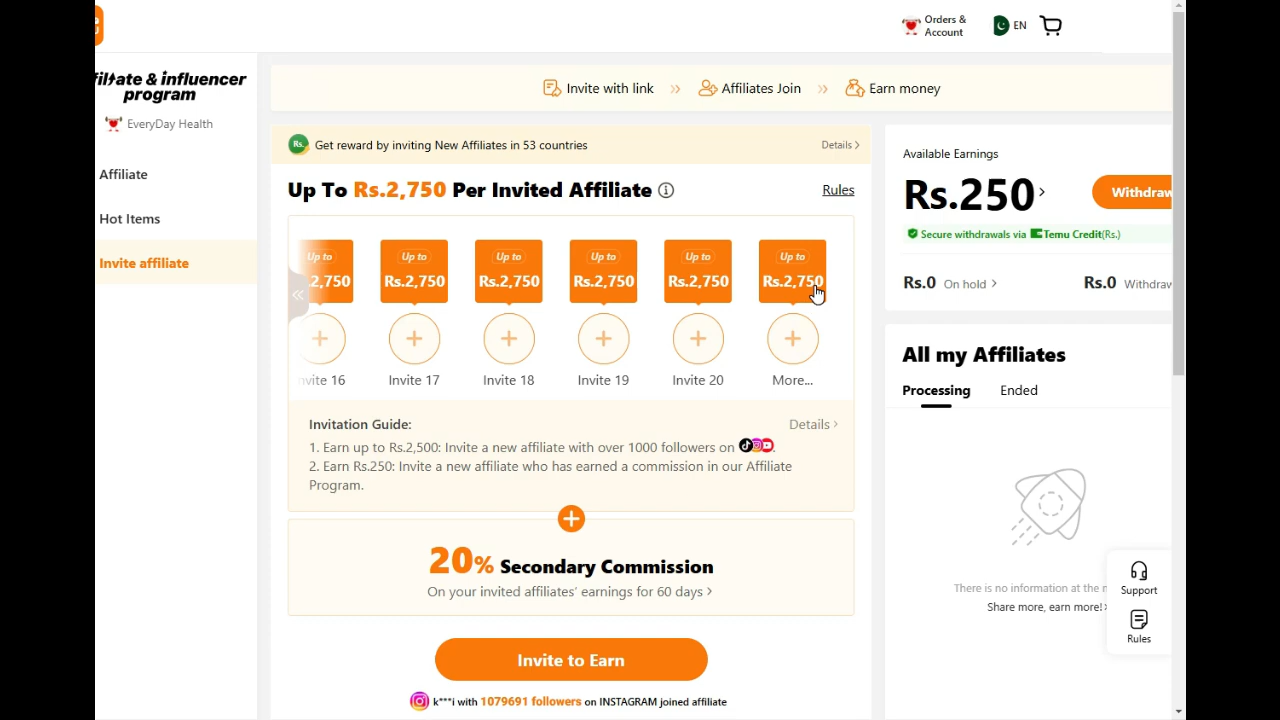 Orders &
Account
EN
& influencer
program
EveryDay Health
Affiliate
Hot Items
Invite affiliate
Invite with link
Affiliates Join
Earn money
Rs.
Get reward by inviting New Affiliates in 53 countries
Details >
Up To Rs.2,750 Per Invited Affiliate
Rules
Up to
Up to
Up to
Up to
Up to
Up to
2,750
Rs.2,750
Rs.2,750
Rs.2,750
Rs.2,750
Rs.2,750
nvite 16
Invite 17
Invite 18
Invite 19
Invite 20
More...
Invitation Guide:
Details >
1. Earn up to Rs.2,500: Invite a new affiliate with over 1000 followers on
2. Earn Rs.250: Invite a new affiliate who has earned a commission in our Affiliate
Program.
20% Secondary Commission
On your invited affiliates' earnings for 60 days >
Invite to Earn
k***i with 1079691 followers on INSTAGRAM joined affiliate
Available Earnings
Rs.250 >
Withdraw
Secure withdrawals via Temu Credit(Rs.)
Rs.0 On hold >
Rs.0 Withdraw
All my Affiliates
Processing
Ended
There is no information at the
Share more, earn more!
Support
Rules